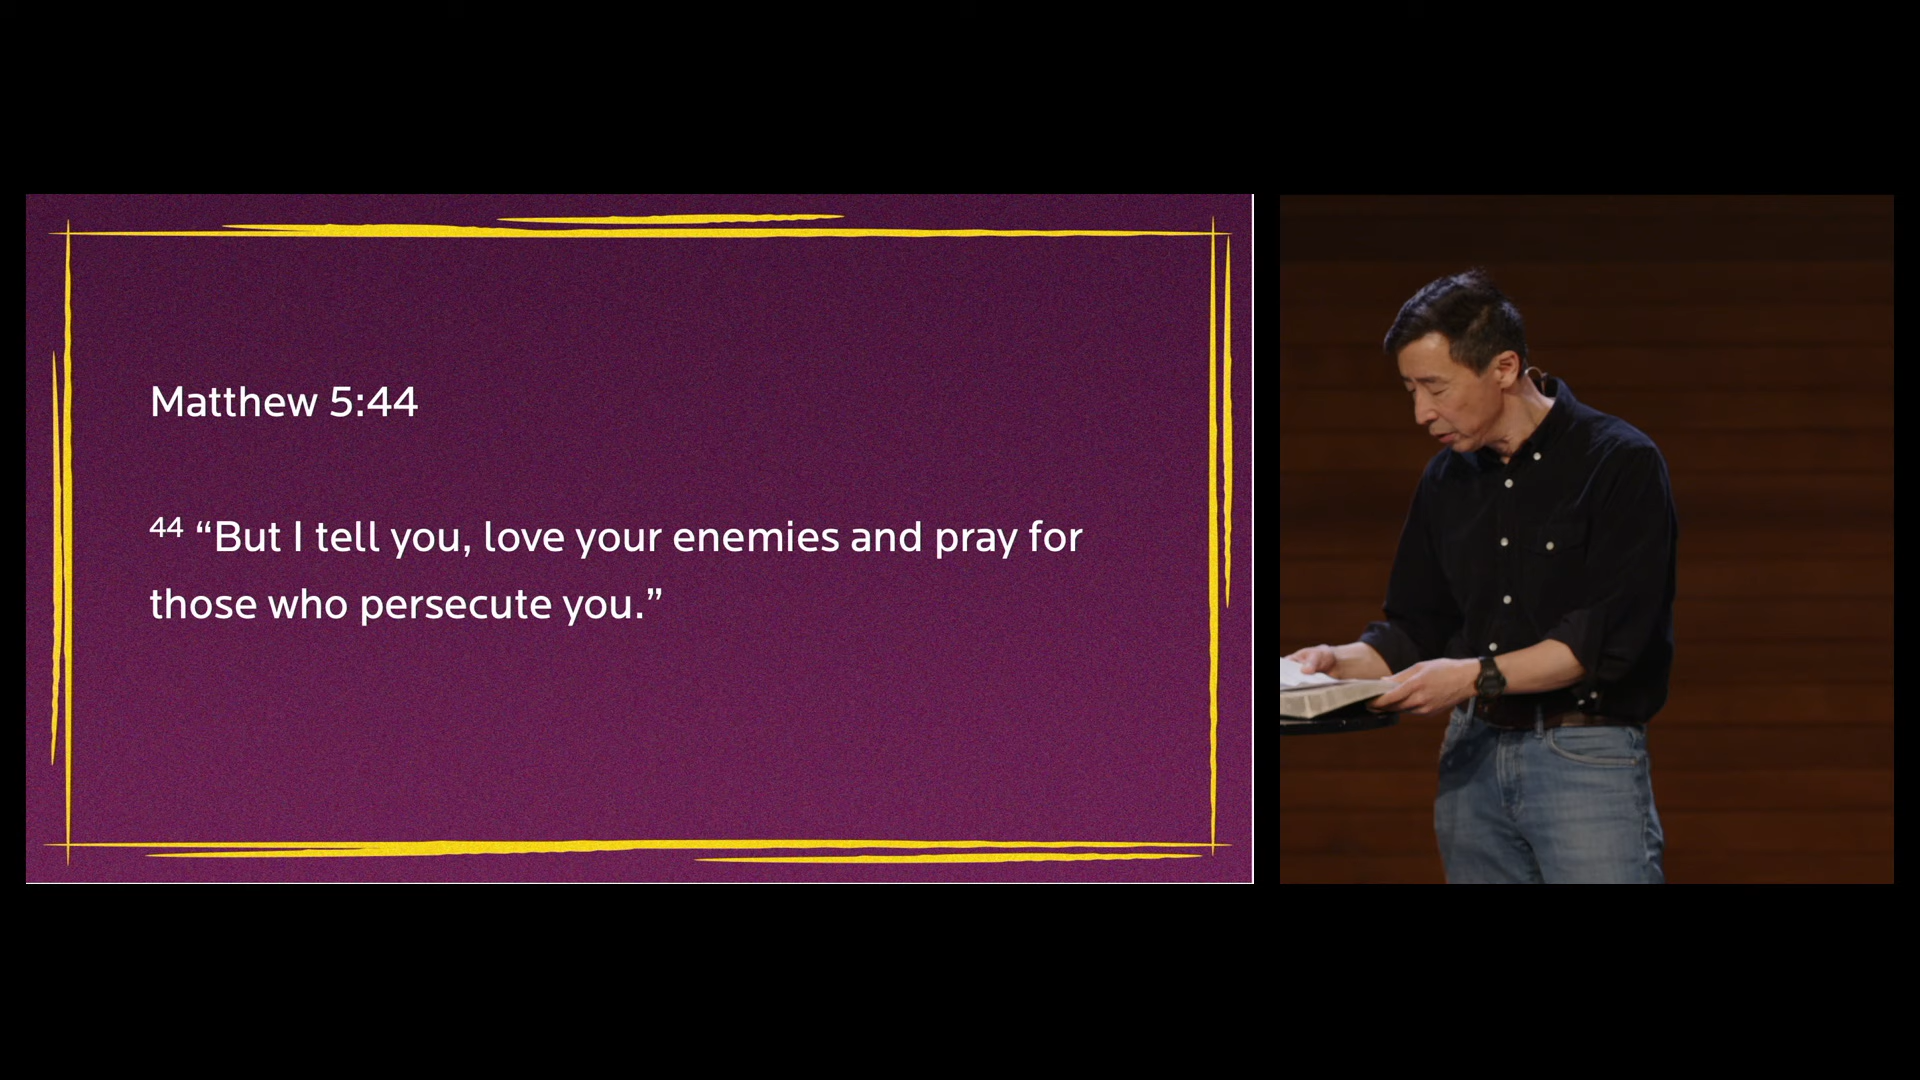 Matthew 5:44
44 “But I tell you, love your enemies and pray for
those who persecute you.”